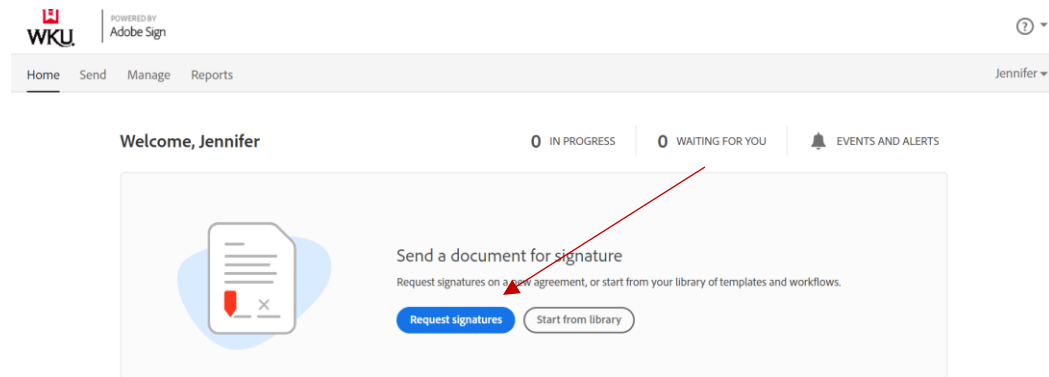 WKU.
POWERED BY
Adobe Sign
?
Home Send Manage Reports Jennifer
Welcome, Jennifer 0 IN PROGRESS 0 WAITING FOR YOU EVENTS AND ALERTS
Send a document for signature
Request signatures on a new agreement, or start from your library of templates and workflows.
Request signatures Start from library